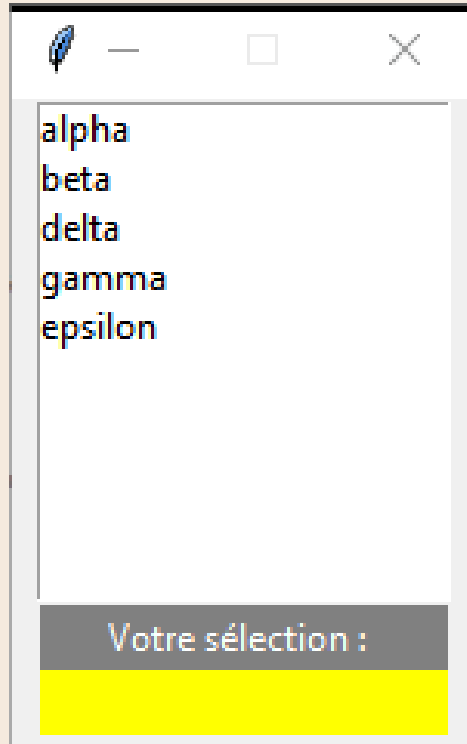 alpha
beta
delta
gamma
epsilon
Votre sélection :